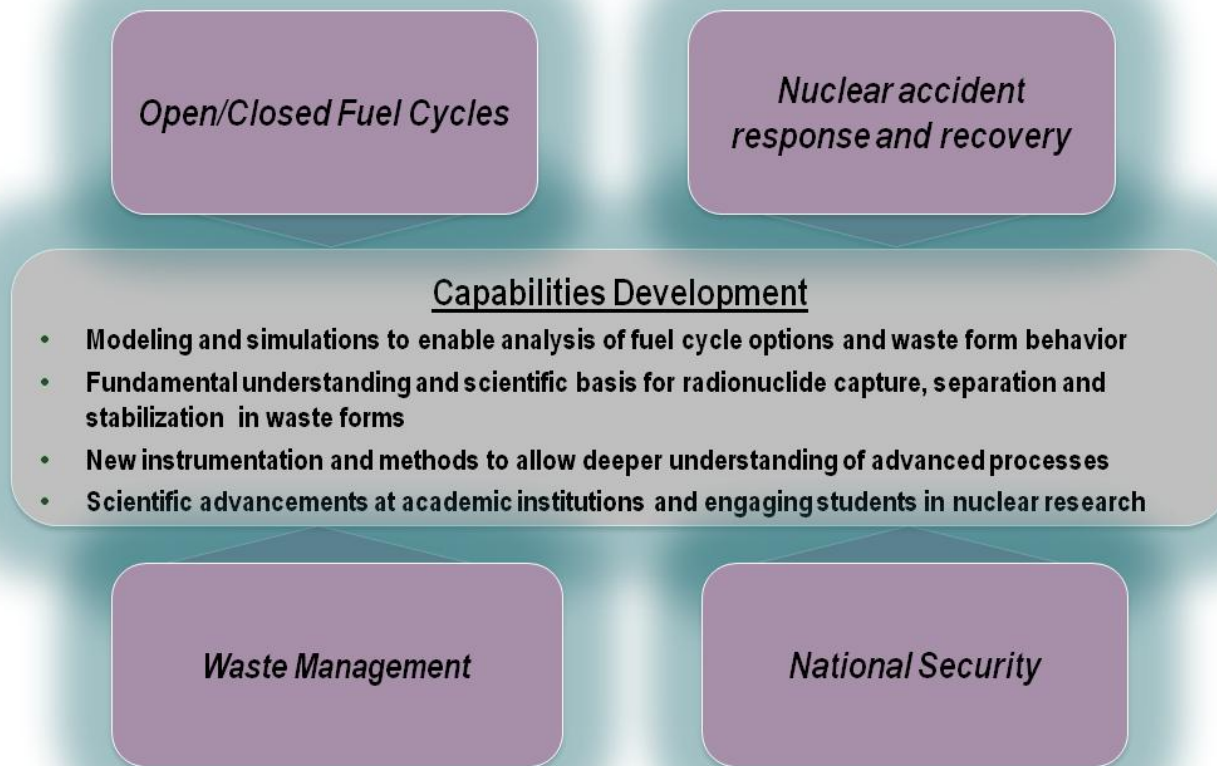 Open/Closed Fuel Cycles
Nuclear accident
response and recovery
Capabilities Development
• Modeling and simulations to enable analysis of fuel cycle options and waste form behavior
• Fundamental understanding and scientific basis for radionuclide capture, separation and
stabilization in waste forms
• New instrumentation and methods to allow deeper understanding of advanced processes
• Scientific advancements at academic institutions and engaging students in nuclear research
Waste Management
National Security